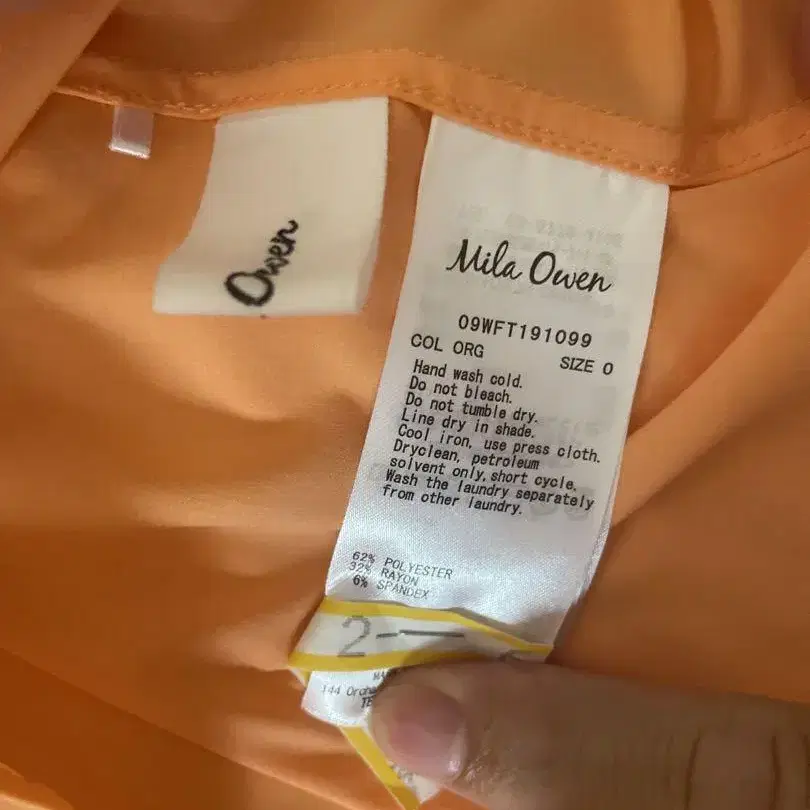 Owen
Mila Owen
09WFT191099
COL ORG SIZE 0
Hand wash cold.
Do not bleach.
Do not tumble dry.
Line dry in shade.
Cool iron, use press cloth.
Dryclean, petroleum
solvent only, short cycle.
Wash the laundry separately
from other laundry.
62% POLYESTER
32% RAYON
6% SPANDEX
2-
144